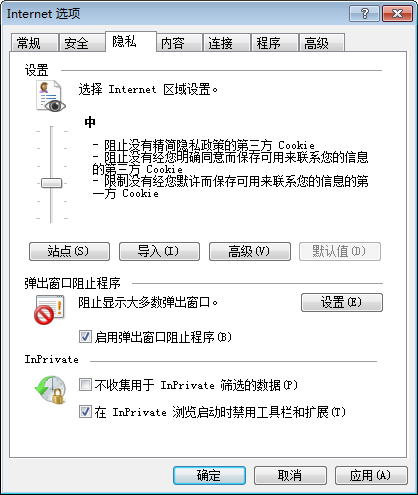 Internet 选项
常规 安全 隐私 内容 连接 程序 高级
设置
选择 Internet 区域设置。
中
- 阻止没有精简隐私政策的第三方 Cookie
- 阻止没有经您明确同意而保存可用来联系您的信息
的第三方 Cookie
- 限制没有经您默许而保存可用来联系您的信息的第
一方 Cookie
站点(S) 导入(I) 高级(V) 默认值(D)
弹出窗口阻止程序
阻止显示大多数弹出窗口。 设置(E)
启用弹出窗口阻止程序(B)
InPrivate
不收集用于 InPrivate 筛选的数据(P)
在 InPrivate 浏览启动时禁用工具栏和扩展(T)
确定 取消 应用(A)